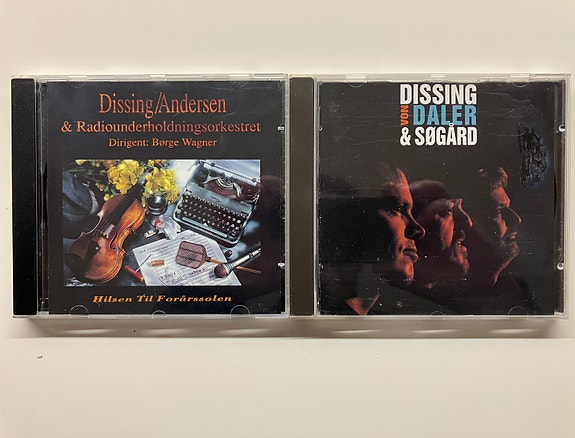 Dissing/Andersen
& Radiounderholdningsorkestret
Dirigent: Børge Wagner
Hilsen Til Forårssolen
DISSING
VON DALER
& SØGÅRD